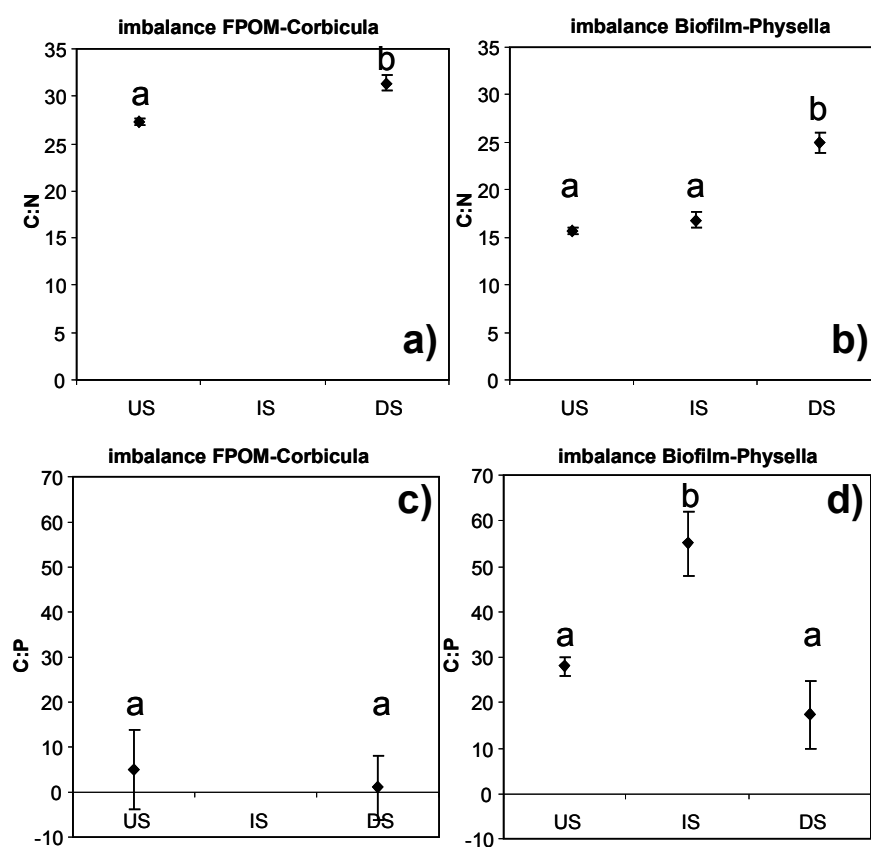 imbalance FPOM-Corbicula
35
30
25
20
15
10
5
0
C:N
a
b
a)
US IS DS
imbalance Biofilm-Physella
35
30
25
20
15
10
5
0
C:N
a
a
b
b)
US IS DS
imbalance FPOM-Corbicula
70
60
50
40
30
20
10
0
-10
C:P
c)
a
a
US IS DS
imbalance Biofilm-Physella
70
60
50
40
30
20
10
0
-10
C:P
d)
a
b
a
US IS DS